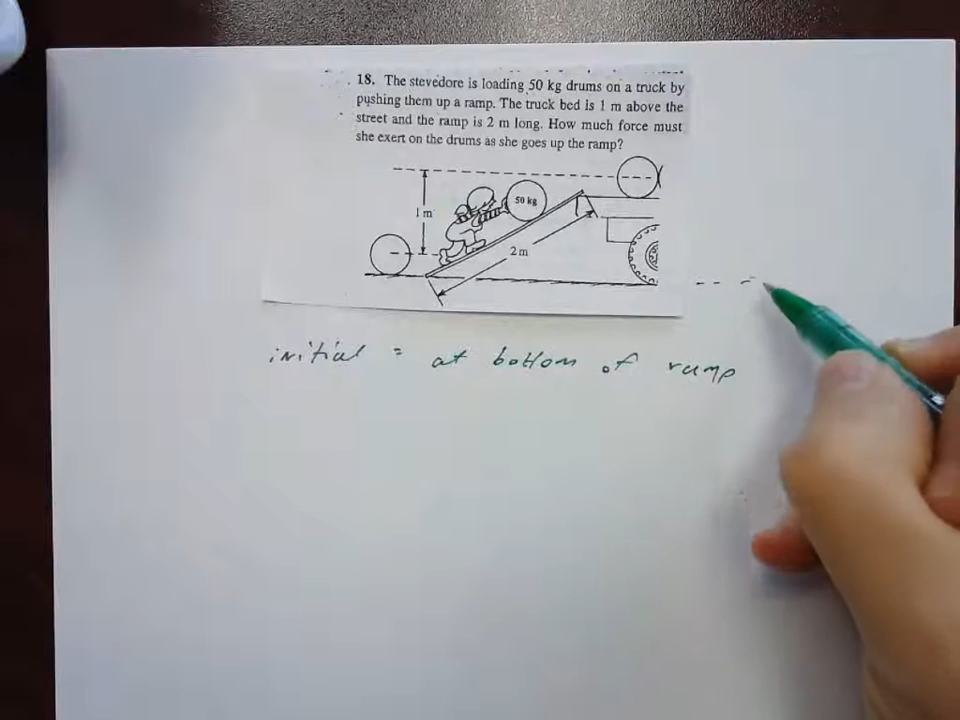 18. The stevedore is loading 50 kg drums on a truck by
pushing them up a ramp. The truck bed is 1 m above the
street and the ramp is 2 m long. How much force must
she exert on the drums as she goes up the ramp?
50 kg
1 m
2 m
initial = at bottom of ramp